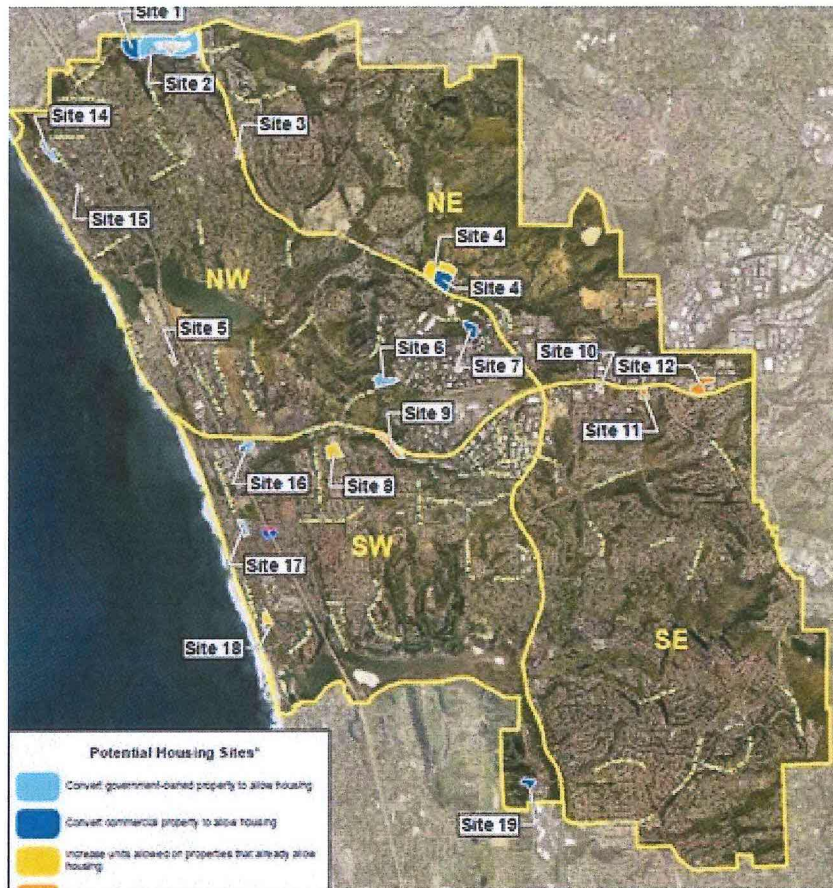 Site 1
Site 2
Site 14
Site 3
Site 15
NE
Site 4
NW
Site 4
Site 5
Site 6
Site 10
Site 12
Site 7
Site 9
Site 11
Site 16
Site 8
SW
Site 17
Site 18
SE
Site 19
Potential Housing Sites*
Convert government-owned property to allow housing
Convert commercial property to allow housing
Increase units allowed on properties that already allow
housing